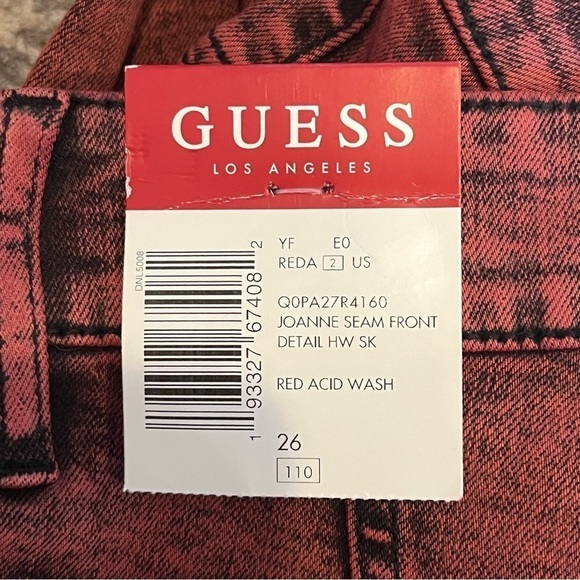 GUESS
LOS ANGELES
DNL5008
1 93327 67408 2
YF E0
REDA 2 US
Q0PA27R4160
JOANNE SEAM FRONT
DETAIL HW SK
RED ACID WASH
26
110